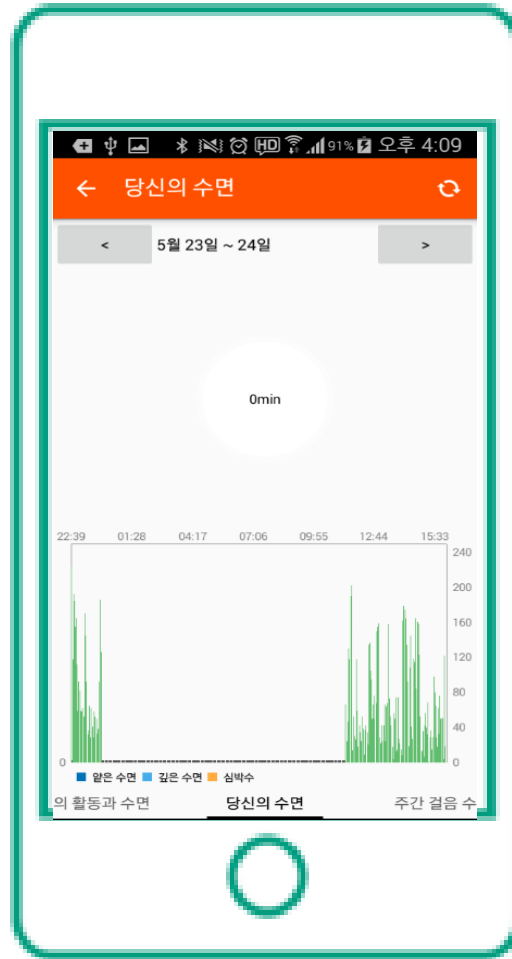 HD 91% 오후 4:09
당신의 수면
< 5월 23일 ~ 24일 >
0min
22:39 01:28 04:17 07:06 09:55 12:44 15:33
240
200
160
120
80
40
0 0
얕은 수면 깊은 수면 심박수
의 활동과 수면 당신의 수면 주간 걸음 수